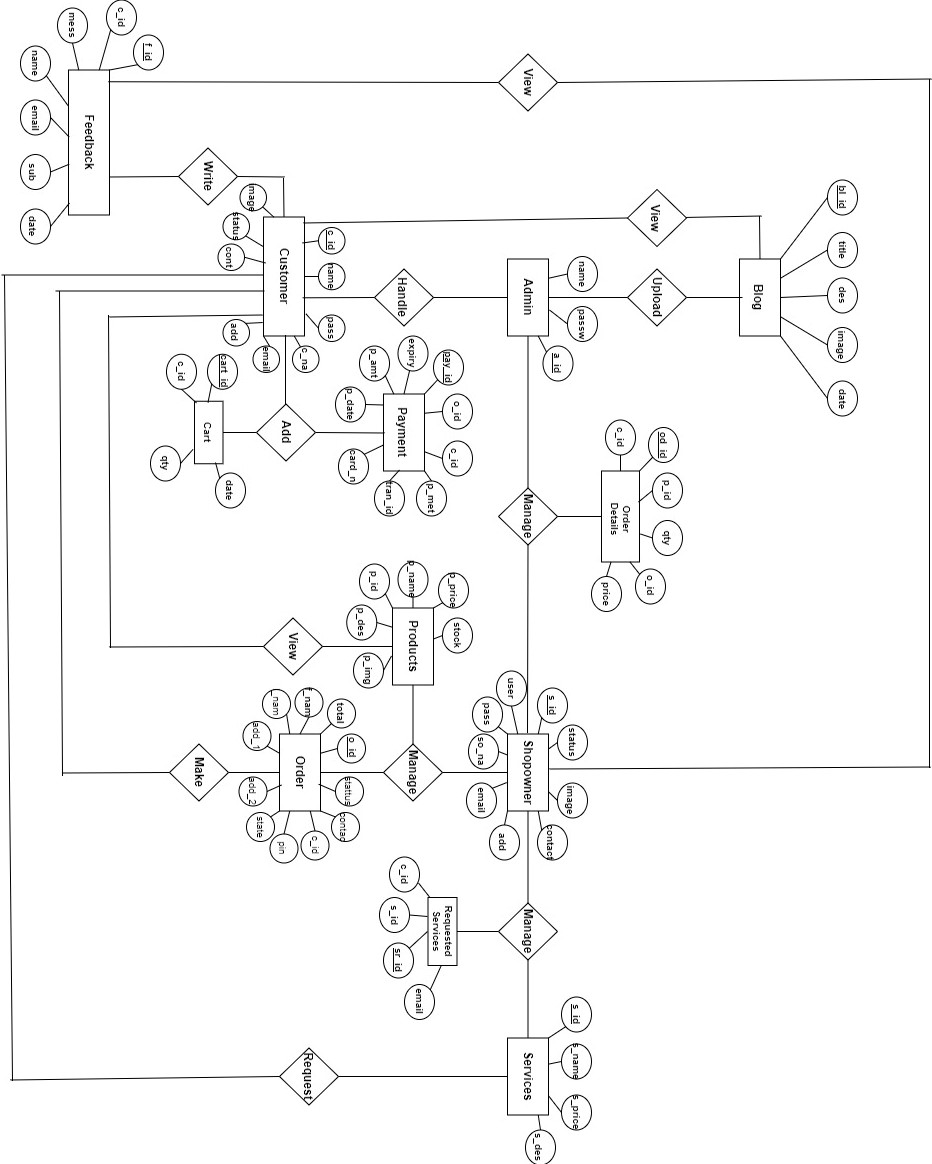 bl_id
title
des
image
date
Blog
View
Upload
name
passw
a_id
Admin
View
Handle
od_id
c_id
p_id
qty
o_id
price
Order
Details
Manage
s_id
user
status
pass
so_na
image
email
contact
add
Shopowner
Manage
s_id
s_name
s_price
s_des
Services
Request
c_id
s_id
sr_id
email
Requested
Services
pay_id
o_id
c_id
expiry
p_amt
p_date
p_met
card_n
tran_id
Payment
p_price
stock
p_name
p_id
p_des
p_img
Products
Manage
View
total
o_id
stattus
contac
f_nam
_nam
add_1
add_2
state
pin
c_id
Order
Make
c_id
name
pass
c_na
image
status
cont
add
email
Customer
Add
cart_id
c_id
qty
date
Cart
Write
f_id
c_id
mess
name
email
sub
date
Feedback